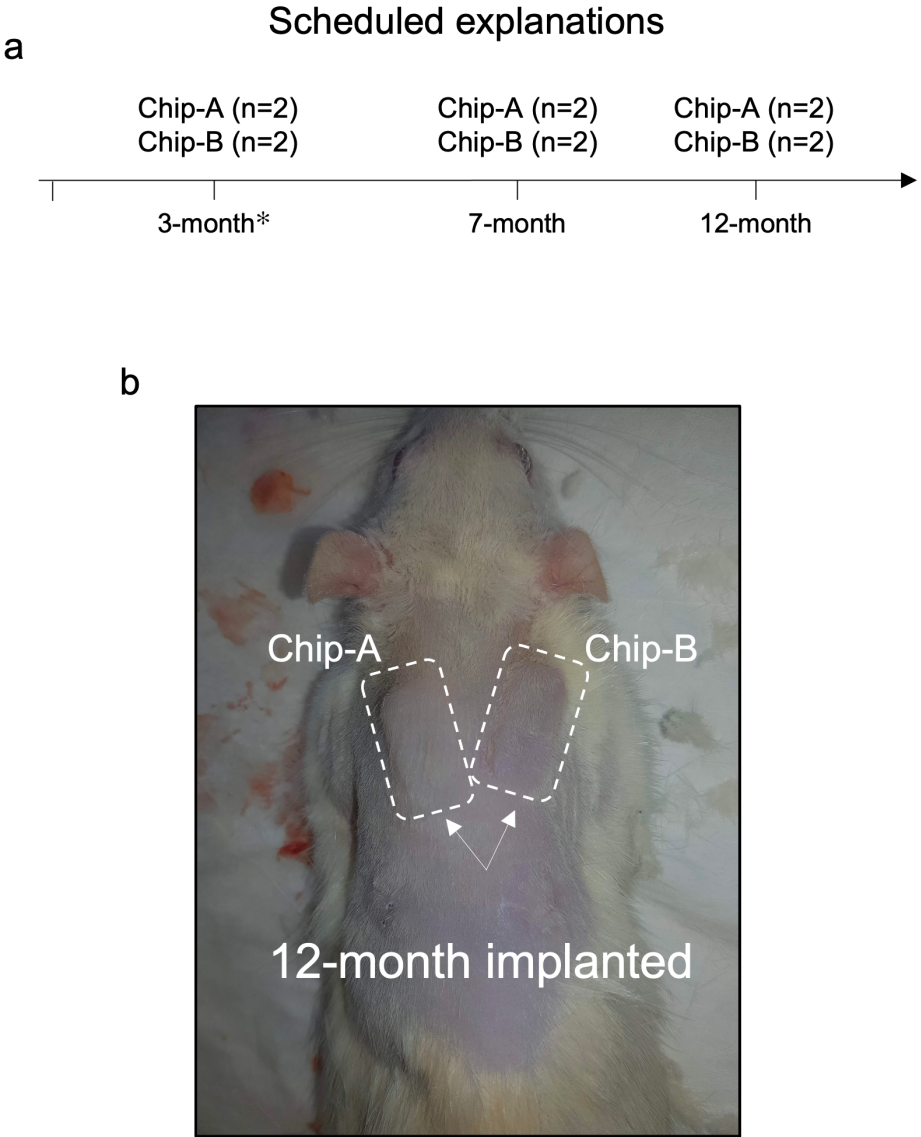 Scheduled explanations
a
Chip-A (n=2)
Chip-B (n=2)
Chip-A (n=2)
Chip-B (n=2)
Chip-A (n=2)
Chip-B (n=2)
3-month*
7-month
12-month
b
Chip-A
Chip-B
12-month implanted